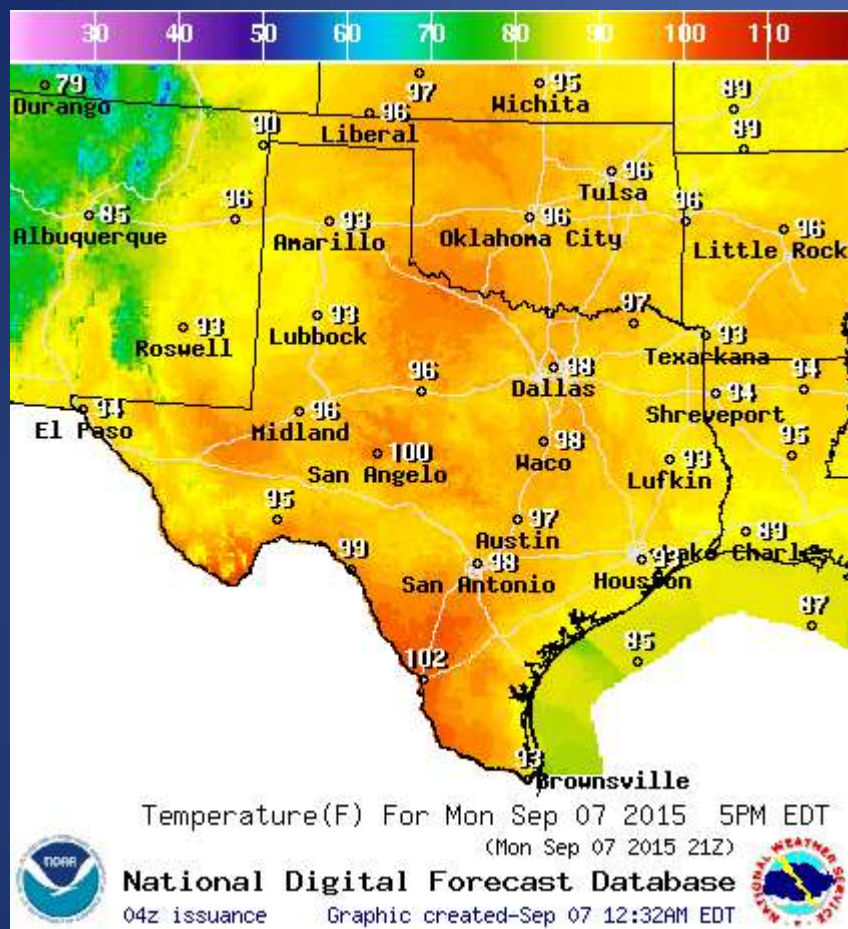 30 40 50 60 70 80 90 100 110
79
Durango
97
95
Wichita
89
96
Liberal
90
89
96
Tulsa
85
Albuquerque
96
93
Amarillo
96
Oklahoma City
96
96
Little Rock
93
Roswell
93
Lubbock
97
93
Texarkana
98
Dallas
96
94
Shreveport
94
94
El Paso
96
Midland
100
San Angelo
98
Waco
93
Lufkin
95
95
97
Austin
89
99
98
San Antonio
Houston
87
85
102
93
Brownsville
Temperature(F) For Mon Sep 07 2015 5PM EDT
(Mon Sep 07 2015 21Z)
National Digital Forecast Database
04z issuance Graphic created-Sep 07 12:32AM EDT
NOAA
NATIONAL WEATHER SERVICE